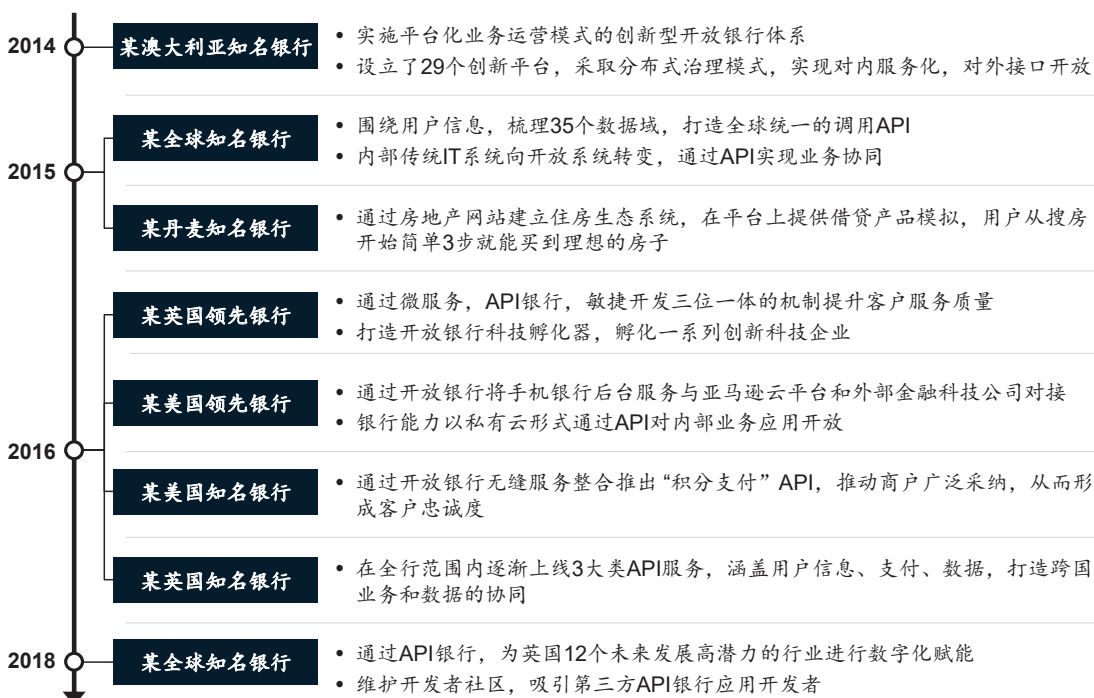 2014
某澳大利亚知名银行
• 实施平台化业务运营模式的创新型开放银行体系
• 设立了29个创新平台，采取分布式治理模式，实现对内服务化，对外接口开放
2015
某全球知名银行
• 围绕用户信息，梳理35个数据域，打造全球统一的调用API
• 内部传统IT系统向开放系统转变，通过API实现业务协同
某丹麦知名银行
• 通过房地产网站建立住房生态系统，在平台上提供借贷产品模拟，用户从搜房
开始简单3步就能买到理想的房子
2016
某英国领先银行
• 通过微服务，API银行，敏捷开发三位一体的机制提升客户服务质量
• 打造开放银行科技孵化器，孵化一系列创新科技企业
某美国领先银行
• 通过开放银行将手机银行后台服务与亚马逊云平台和外部金融科技公司对接
• 银行能力以私有云形式通过API对内部业务应用开放
某美国知名银行
• 通过开放银行无缝服务整合推出“积分支付”API，推动商户广泛采纳，从而形
成客户忠诚度
某英国知名银行
• 在全行范围内逐渐上线3大类API服务，涵盖用户信息、支付、数据，打造跨国
业务和数据的协同
2018
某全球知名银行
• 通过API银行，为英国12个未来发展高潜力的行业进行数字化赋能
• 维护开发者社区，吸引第三方API银行应用开发者